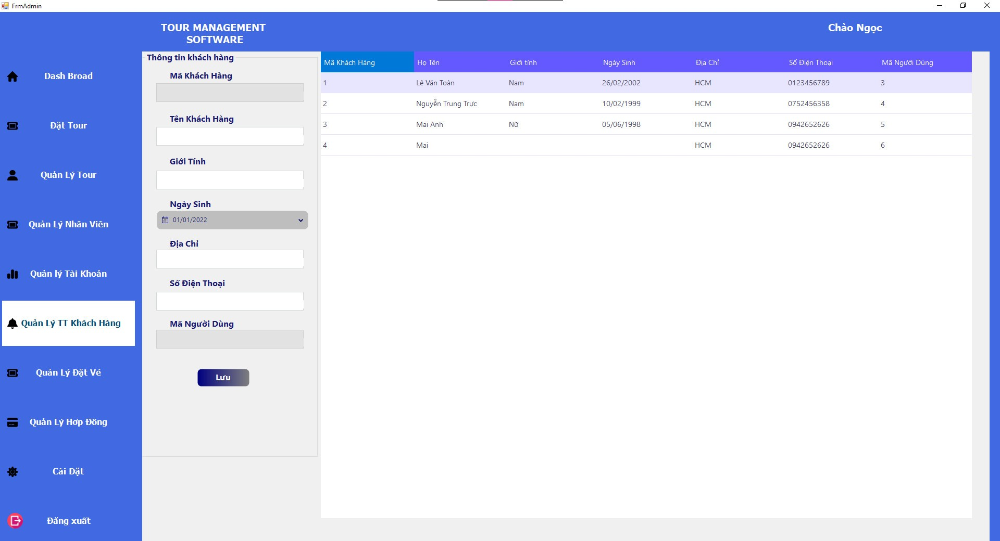 FrmAdmin
TOUR MANAGEMENT
SOFTWARE
Chào Ngọc
Dash Broad
Đặt Tour
Quản Lý Tour
Quản Lý Nhân Viên
Quản lý Tài Khoản
Quản Lý TT Khách Hàng
Quản Lý Đặt Vé
Quản Lý Hợp Đồng
Cài Đặt
Đăng xuất
Thông tin khách hàng
Mã Khách Hàng
Tên Khách Hàng
Giới Tính
Ngày Sinh
01/01/2022
Địa Chỉ
Số Điện Thoại
Mã Người Dùng
Lưu
Mã Khách Hàng Họ Tên Giới tính Ngày Sinh Địa Chỉ Số Điện Thoại Mã Người Dùng
1 Lê Văn Toàn Nam 26/02/2002 HCM 0123456789 3
2 Nguyễn Trung Trực Nam 10/02/1999 HCM 0752456358 4
3 Mai Anh Nữ 05/06/1998 HCM 0942652626 5
4 Mai HCM 0942652626 6